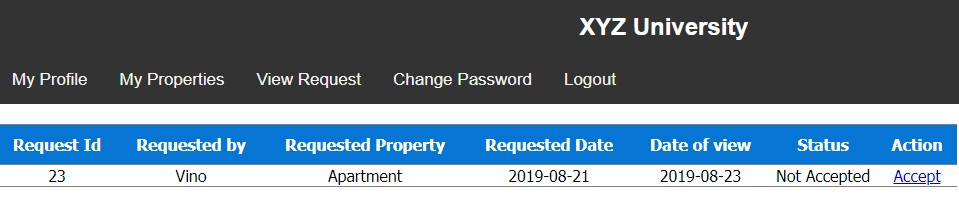 XYZ University
My Profile My Properties View Request Change Password Logout
Request Id Requested by Requested Property Requested Date Date of view Status Action
23 Vino Apartment 2019-08-21 2019-08-23 Not Accepted Accept